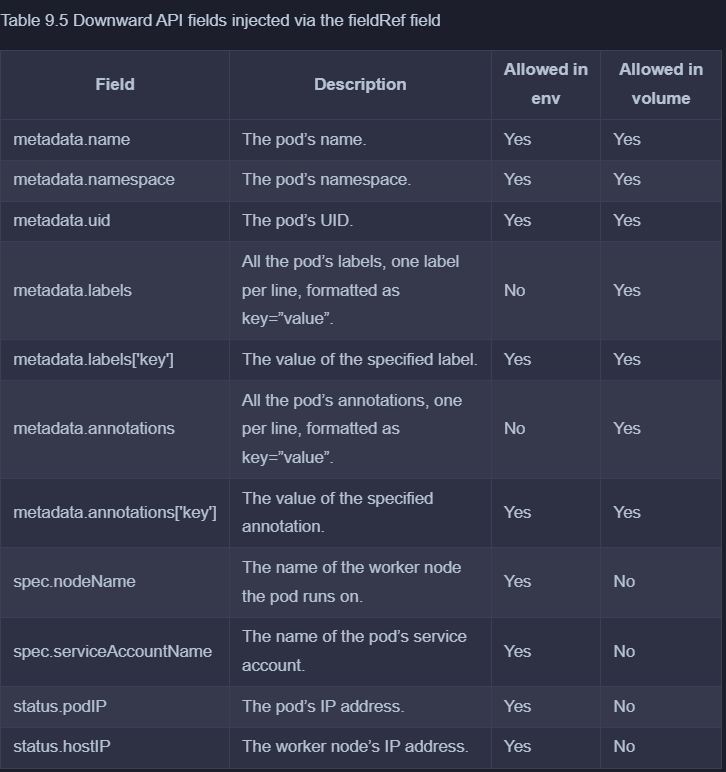 Table 9.5 Downward API fields injected via the fieldRef field
Field Description Allowed in env Allowed in volume
metadata.name The pod’s name. Yes Yes
metadata.namespace The pod’s namespace. Yes Yes
metadata.uid The pod’s UID. Yes Yes
metadata.labels All the pod’s labels, one label per line, formatted as key=”value”. No Yes
metadata.labels['key'] The value of the specified label. Yes Yes
metadata.annotations All the pod’s annotations, one per line, formatted as key=”value”. No Yes
metadata.annotations['key'] The value of the specified annotation. Yes Yes
spec.nodeName The name of the worker node the pod runs on. Yes No
spec.serviceAccountName The name of the pod’s service account. Yes No
status.podIP The pod’s IP address. Yes No
status.hostIP The worker node’s IP address. Yes No